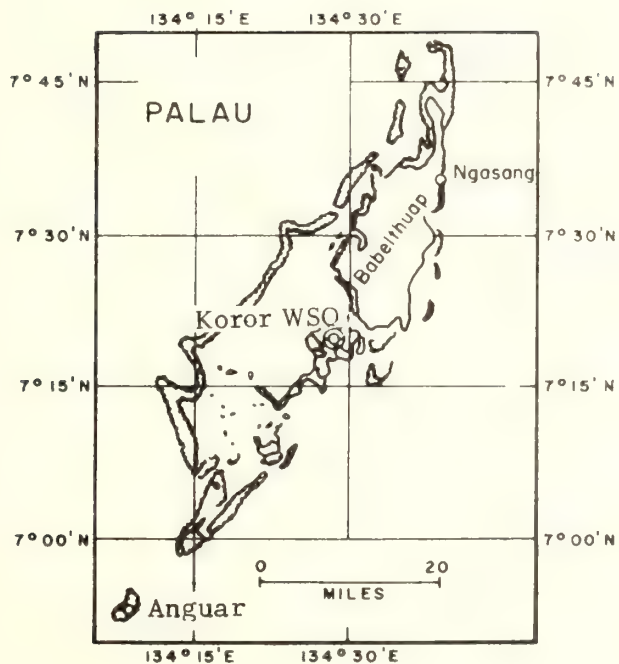 134° 15' E 134° 30' E
7° 45' N 7° 45' N
PALAU
Ngasang
Babelthuap
7° 30' N 7° 30' N
Koror WSO
7° 15' N 7° 15' N
7° 00' N 7° 00' N
0 20
MILES
Anguar
134° 15' E 134° 30' E